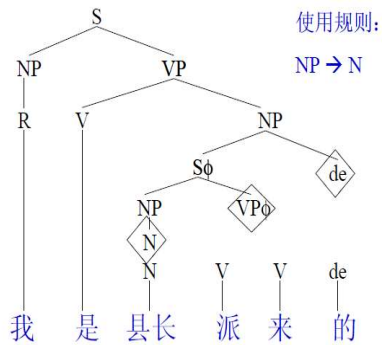 S
使用规则:
NP VP
NP → N
R V NP
Sϕ de
NP VPϕ
N
N V V de
我 是 县长 派 来 的